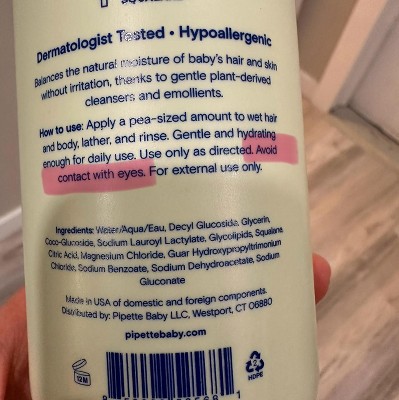 Dermatologist Tested • Hypoallergenic
Balances the natural moisture of baby's hair and skin
without irritation, thanks to gentle plant-derived
cleansers and emollients.
How to use: Apply a pea-sized amount to wet hair
and body, lather, and rinse. Gentle and hydrating
enough for daily use. Use only as directed. Avoid
contact with eyes. For external use only.
Ingredients: Water/Aqua/Eau, Decyl Glucoside, Glycerin,
Coco-Glucoside, Sodium Lauroyl Lactylate, Glycolipids, Squalane,
Citric Acid, Magnesium Chloride, Guar Hydroxypropyltrimonium
Chloride, Sodium Benzoate, Sodium Dehydroacetate, Sodium
Gluconate
Made in USA of domestic and foreign components.
Distributed by: Pipette Baby LLC, Westport, CT 06880
pipettebaby.com
12M
2
HDPE